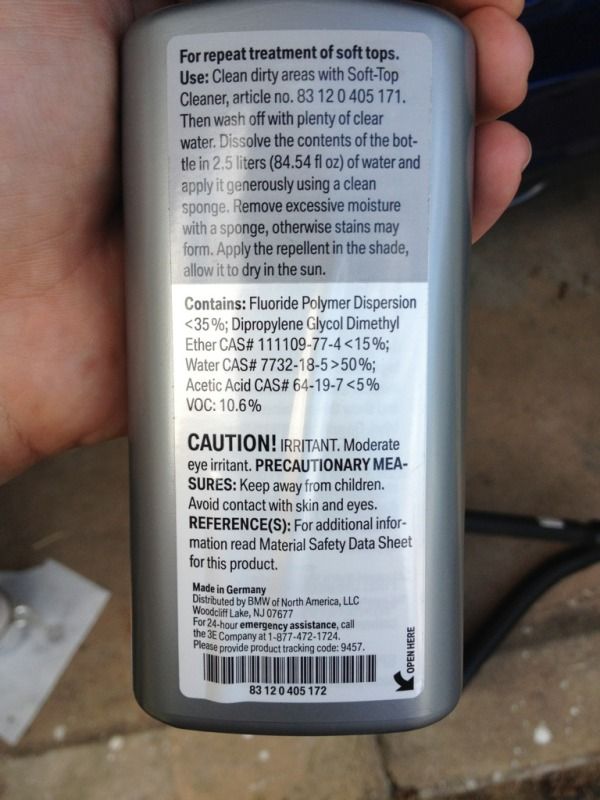 For repeat treatment of soft tops.
Use: Clean dirty areas with Soft-Top
Cleaner, article no. 83 12 0 405 171.
Then wash off with plenty of clear
water. Dissolve the contents of the bot-
tle in 2.5 liters (84.54 fl oz) of water and
apply it generously using a clean
sponge. Remove excessive moisture
with a sponge, otherwise stains may
form. Apply the repellent in the shade,
allow it to dry in the sun.
Contains: Fluoride Polymer Dispersion
<35%; Dipropylene Glycol Dimethyl
Ether CAS# 111109-77-4 <15%;
Water CAS# 7732-18-5 >50%;
Acetic Acid CAS# 64-19-7 <5%
VOC: 10.6%
CAUTION! IRRITANT. Moderate
eye irritant. PRECAUTIONARY MEA-
SURES: Keep away from children.
Avoid contact with skin and eyes.
REFERENCE(S): For additional infor-
mation read Material Safety Data Sheet
for this product.
Made in Germany
Distributed by BMW of North America, LLC
Woodcliff Lake, NJ 07677
For 24-hour emergency assistance, call
the 3E Company at 1-877-472-1724.
Please provide product tracking code: 9457.
83 12 0 405 172
OPEN HERE